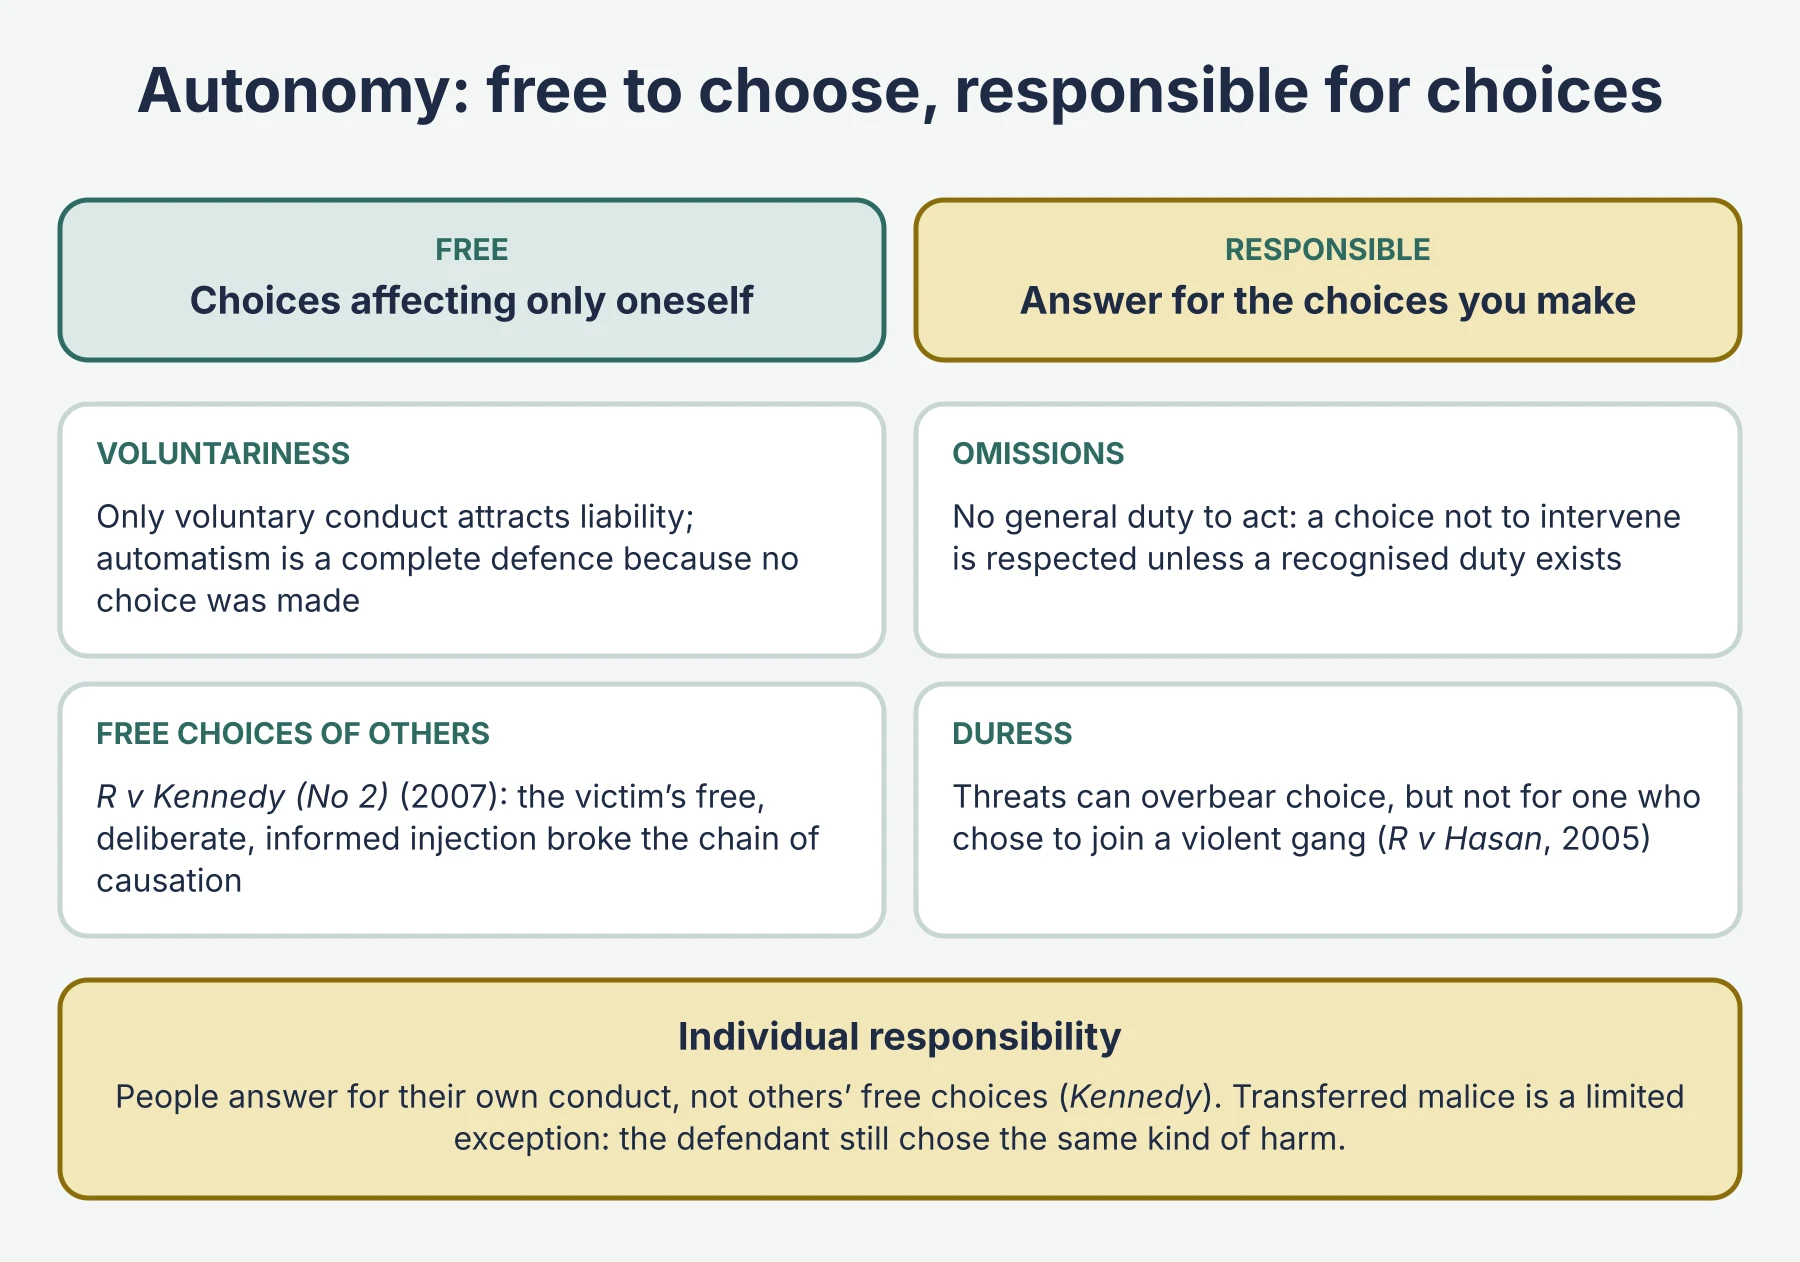 Autonomy: free to choose, responsible for choices
FREE
Choices affecting only oneself
RESPONSIBLE
Answer for the choices you make
VOLUNTARINESS
Only voluntary conduct attracts liability;
automatism is a complete defence because no
choice was made
OMISSIONS
No general duty to act: a choice not to intervene
is respected unless a recognised duty exists
FREE CHOICES OF OTHERS
R v Kennedy (No 2) (2007): the victim’s free,
deliberate, informed injection broke the chain of
causation
DURESS
Threats can overbear choice, but not for one who
chose to join a violent gang (R v Hasan, 2005)
Individual responsibility
People answer for their own conduct, not others’ free choices (Kennedy). Transferred malice is a limited
exception: the defendant still chose the same kind of harm.